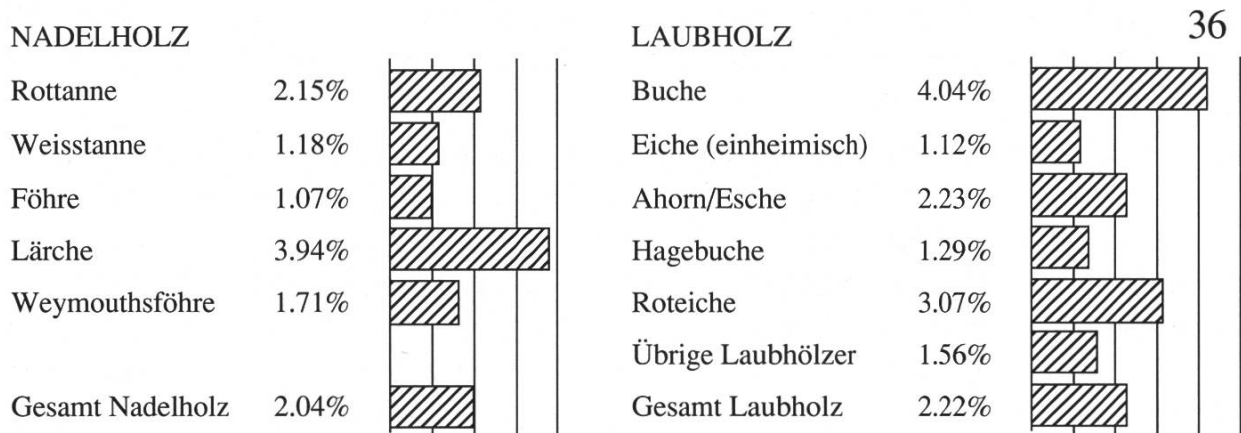 36
NADELHOLZ
Rottanne 2.15%
Weisstanne 1.18%
Föhre 1.07%
Lärche 3.94%
Weymouthsföhre 1.71%
Gesamt Nadelholz 2.04%
LAUBHOLZ
Buche 4.04%
Eiche (einheimisch) 1.12%
Ahorn/Esche 2.23%
Hagebuche 1.29%
Roteiche 3.07%
Übrige Laubhölzer 1.56%
Gesamt Laubholz 2.22%